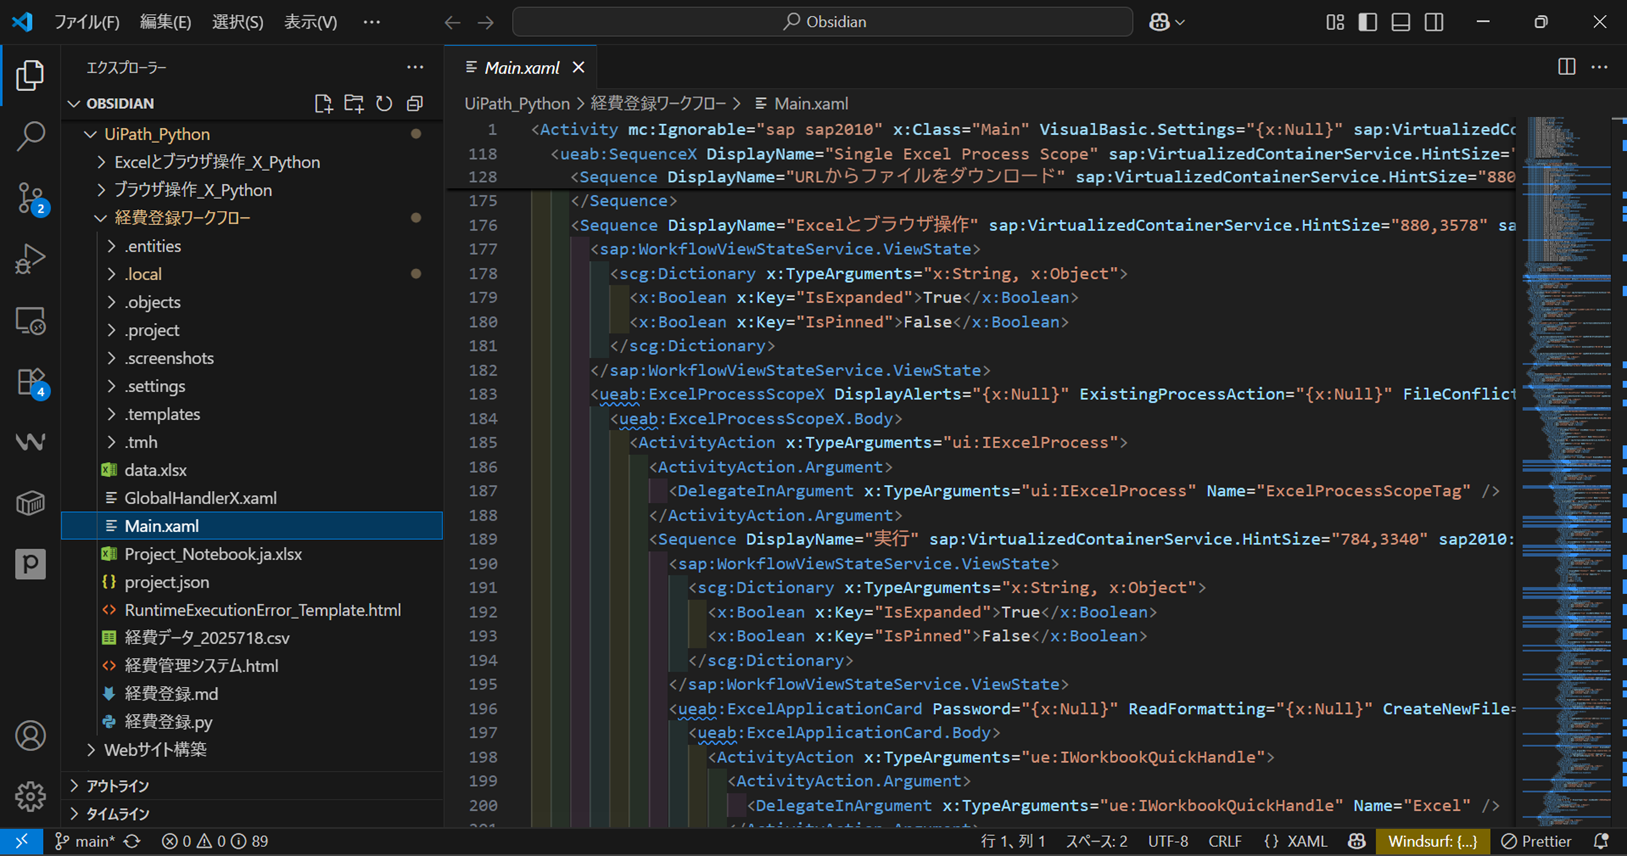 ファイル(F) 編集(E) 選択(S) 表示(V) ··· Obsidian
エクスプローラー ···
OBSIDIAN
UiPath_Python
Excelとブラウザ操作_X_Python
ブラウザ操作_X_Python
経費登録ワークフロー
.entities
.local
.objects
.project
.screenshots
.settings
.templates
.tmh
data.xlsx
GlobalHandlerX.xaml
Main.xaml
Project_Notebook.ja.xlsx
project.json
RuntimeExecutionError_Template.html
経費データ_2025718.csv
経費管理システム.html
経費登録.md
経費登録.py
Webサイト構築
アウトライン
タイムライン
2
4
Main.xaml
UiPath_Python > 経費登録ワークフロー > Main.xaml
1 <Activity mc:Ignorable="sap sap2010" x:Class="Main" VisualBasic.Settings="{x:Null}" sap:VirtualizedCo
118 <ueab:SequenceX DisplayName="Single Excel Process Scope" sap:VirtualizedContainerService.HintSize="
128 <Sequence DisplayName="URLからファイルをダウンロード" sap:VirtualizedContainerService.HintSize="880
175 </Sequence>
176 <Sequence DisplayName="Excelとブラウザ操作" sap:VirtualizedContainerService.HintSize="880,3578" sa
177 <sap:WorkflowViewStateService.ViewState>
178 <scg:Dictionary x:TypeArguments="x:String, x:Object">
179 <x:Boolean x:Key="IsExpanded">True</x:Boolean>
180 <x:Boolean x:Key="IsPinned">False</x:Boolean>
181 </scg:Dictionary>
182 </sap:WorkflowViewStateService.ViewState>
183 <ueab:ExcelProcessScopeX DisplayAlerts="{x:Null}" ExistingProcessAction="{x:Null}" FileConflict
184 <ueab:ExcelProcessScopeX.Body>
185 <ActivityAction x:TypeArguments="ui:IExcelProcess">
186 <ActivityAction.Argument>
187 <DelegateInArgument x:TypeArguments="ui:IExcelProcess" Name="ExcelProcessScopeTag" />
188 </ActivityAction.Argument>
189 <Sequence DisplayName="実行" sap:VirtualizedContainerService.HintSize="784,3340" sap2010:
190 <sap:WorkflowViewStateService.ViewState>
191 <scg:Dictionary x:TypeArguments="x:String, x:Object">
192 <x:Boolean x:Key="IsExpanded">True</x:Boolean>
193 <x:Boolean x:Key="IsPinned">False</x:Boolean>
194 </scg:Dictionary>
195 </sap:WorkflowViewStateService.ViewState>
196 <ueab:ExcelApplicationCard Password="{x:Null}" ReadFormatting="{x:Null}" CreateNewFile=
197 <ueab:ExcelApplicationCard.Body>
198 <ActivityAction x:TypeArguments="ue:IWorkbookQuickHandle">
199 <ActivityAction.Argument>
200 <DelegateInArgument x:TypeArguments="ue:IWorkbookQuickHandle" Name="Excel" />
201 </ActivityAction.Argument>
main* 0 0 89 行 1、列 1 スペース: 2 UTF-8 CRLF {} XAML Windsurf: {...} Prettier